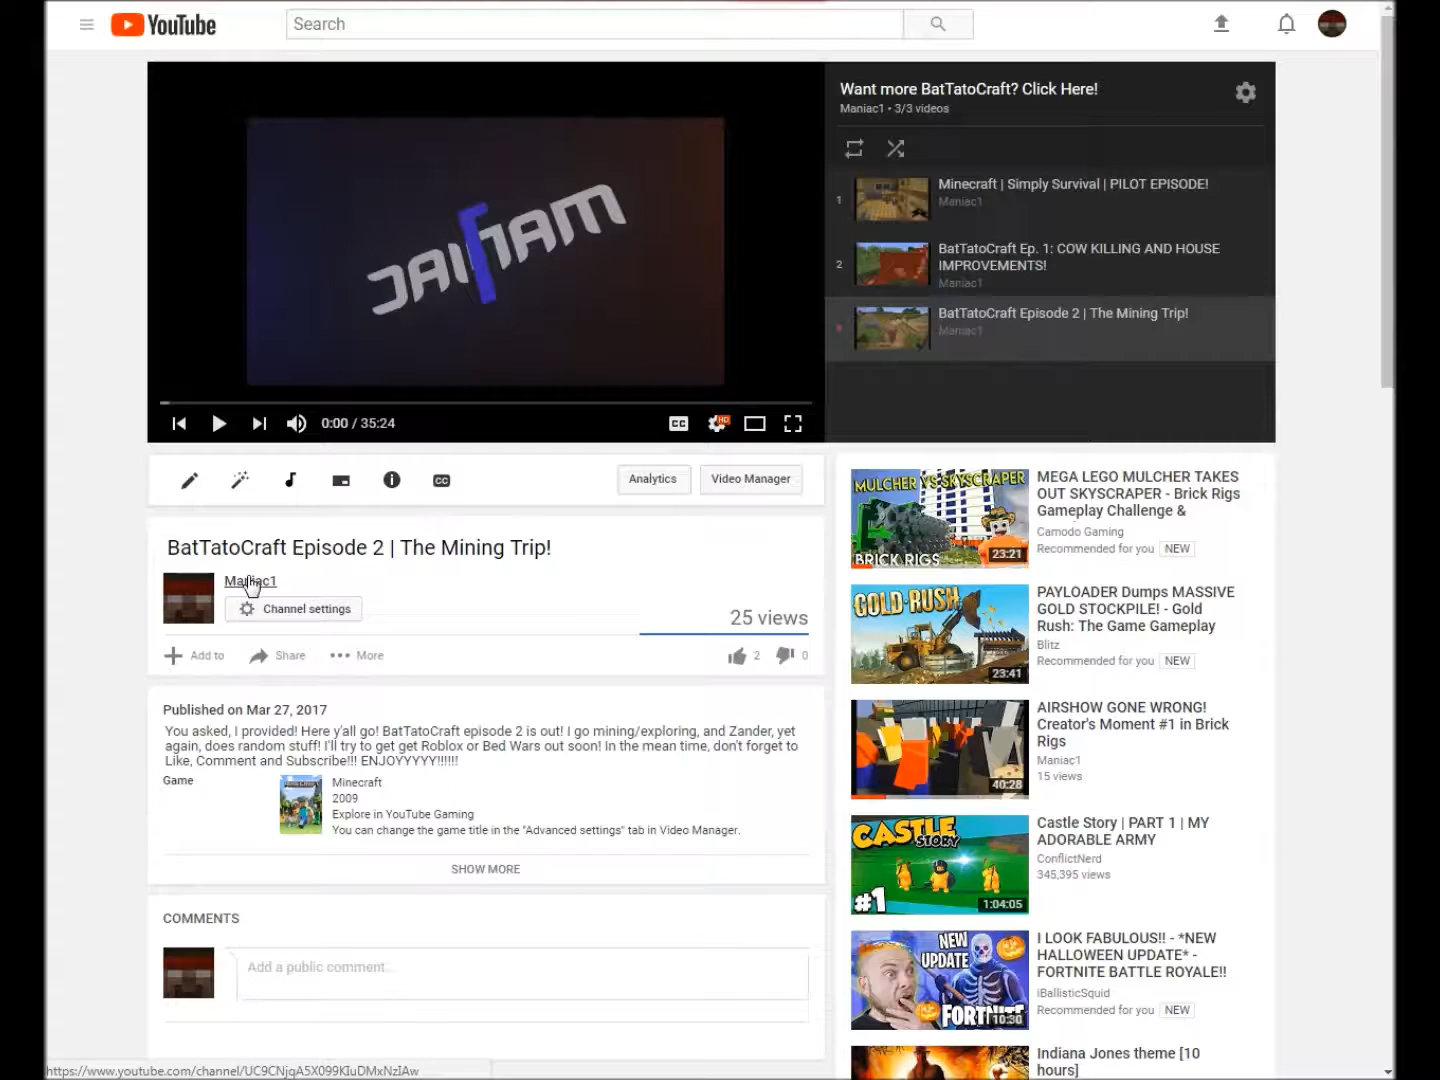 YouTube
Search
Want more BatTatoCraft? Click Here!
Maniac1 • 3/3 videos
1
Minecraft | Simply Survival | PILOT EPISODE!
Maniac1
2
BatTatoCraft Ep. 1: COW KILLING AND HOUSE
IMPROVEMENTS!
Maniac1
BatTatoCraft Episode 2 | The Mining Trip!
Maniac1
0:00 / 35:24
CC
HD
CC
Analytics
Video Manager
BatTatoCraft Episode 2 | The Mining Trip!
Maniac1
Channel settings
25 views
Add to
Share
More
2
0
Published on Mar 27, 2017
You asked, I provided! Here y'all go! BatTatoCraft episode 2 is out! I go mining/exploring, and Zander, yet
again, does random stuff! I'll try to get get Roblox or Bed Wars out soon! In the mean time, don't forget to
Like, Comment and Subscribe!!! ENJOYYYYY!!!!!!
Game
Minecraft
2009
Explore in YouTube Gaming
You can change the game title in the "Advanced settings" tab in Video Manager.
SHOW MORE
COMMENTS
Add a public comment...
MULCHER VS SKYSCRAPER
BRICK RIGS
23:21
MEGA LEGO MULCHER TAKES
OUT SKYSCRAPER - Brick Rigs
Gameplay Challenge &
Camodo Gaming
Recommended for you NEW
GOLD RUSH
23:41
PAYLOADER Dumps MASSIVE
GOLD STOCKPILE! - Gold
Rush: The Game Gameplay
Blitz
Recommended for you NEW
40:28
AIRSHOW GONE WRONG!
Creator's Moment #1 in Brick
Rigs
Maniac1
15 views
CASTLE
STORY
#1
1:04:05
Castle Story | PART 1 | MY
ADORABLE ARMY
ConflictNerd
345,395 views
NEW
UPDATE
FORTNITE
10:30
I LOOK FABULOUS!! - *NEW
HALLOWEEN UPDATE* -
FORTNITE BATTLE ROYALE!!
iBallisticSquid
Recommended for you NEW
Indiana Jones theme [10
hours]
https://www.youtube.com/channel/UC9CNjqA5X099KIuDMxNzIAw